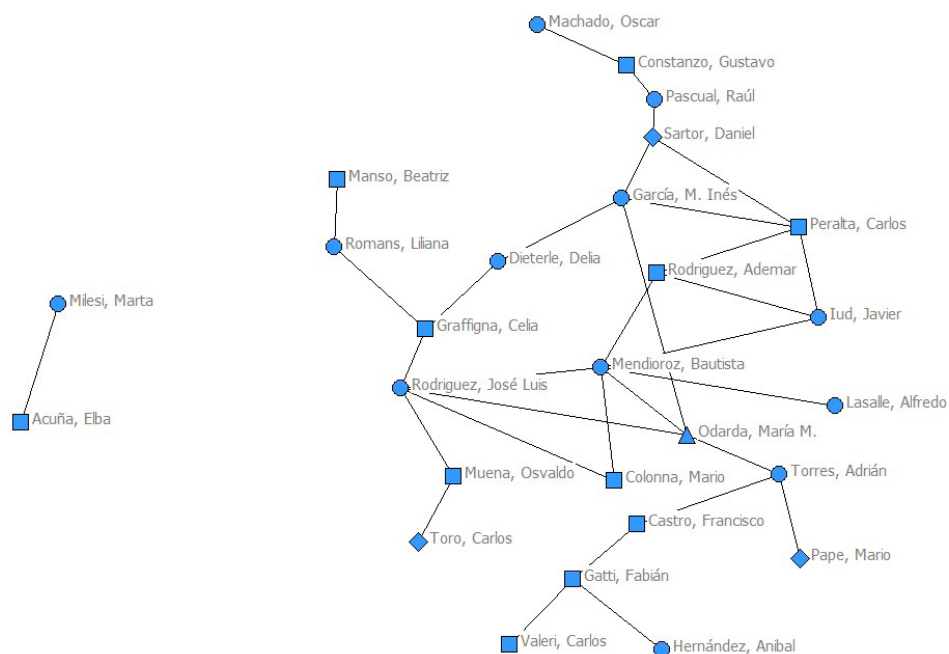 Machado, Oscar
Constanzo, Gustavo
Pascual, Raúl
Sartor, Daniel
Manso, Beatriz
García, M. Inés
Peralta, Carlos
Romans, Liliana
Dieterle, Delia
Rodriguez, Ademar
Milesi, Marta
Iud, Javier
Graffigna, Celia
Mendioroz, Bautista
Rodriguez, José Luis
Lasalle, Alfredo
Acuña, Elba
Odarda, María M.
Muena, Osvaldo
Colonna, Mario
Torres, Adrián
Castro, Francisco
Toro, Carlos
Pape, Mario
Gatti, Fabián
Valeri, Carlos
Hernández, Anibal